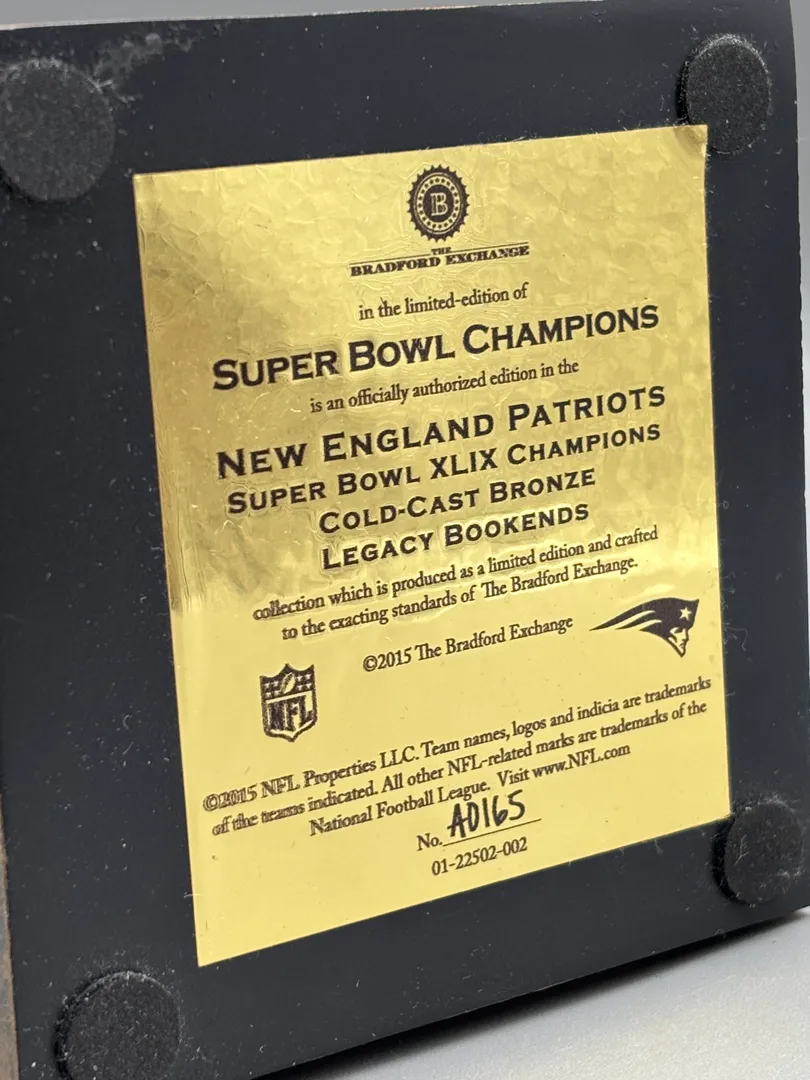 B
THE
BRADFORD EXCHANGE
in the limited-edition of
SUPER BOWL CHAMPIONS
is an officially authorized edition in the
NEW ENGLAND PATRIOTS
SUPER BOWL XLIX CHAMPIONS
COLD-CAST BRONZE
LEGACY BOOKENDS
collection which is produced as a limited edition and crafted
to the exacting standards of The Bradford Exchange.
©2015 The Bradford Exchange
NFL
©2015 NFL Properties LLC. Team names, logos and indicia are trademarks
of the teams indicated. All other NFL-related marks are trademarks of the
National Football League. Visit www.NFL.com
No. A0165
01-22502-002